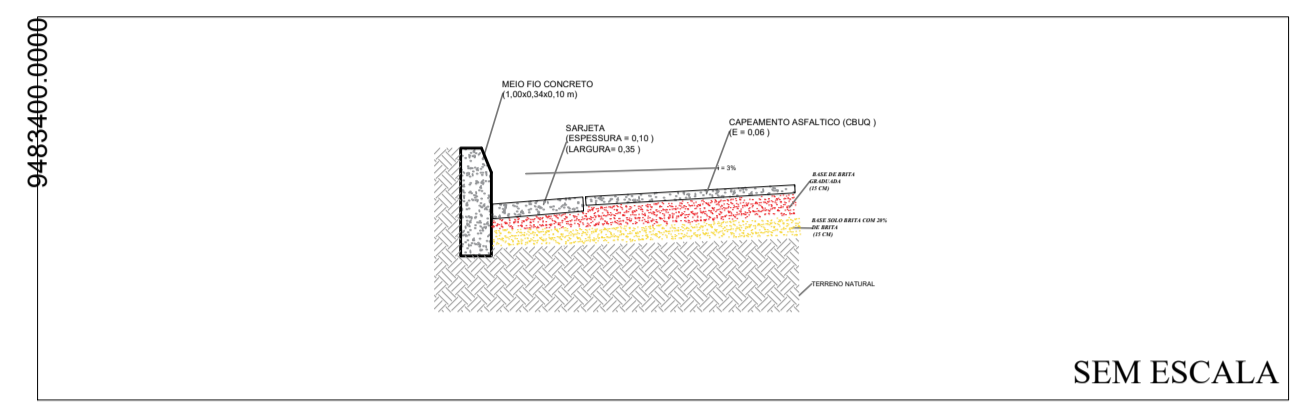 9483400.0000
MEIO FIO CONCRETO
(1,00x0,34x0,10 m)
SARJETA
(ESPESSURA = 0,10 )
(LARGURA= 0,35 )
CAPEAMENTO ASFALTICO (CBUQ )
(E = 0,06 )
i = 3%
BASE DE BRITA
GRADUADA
(15 CM)
BASE SOLO BRITA COM 20%
DE BRITA
(15 CM)
TERRENO NATURAL
SEM ESCALA